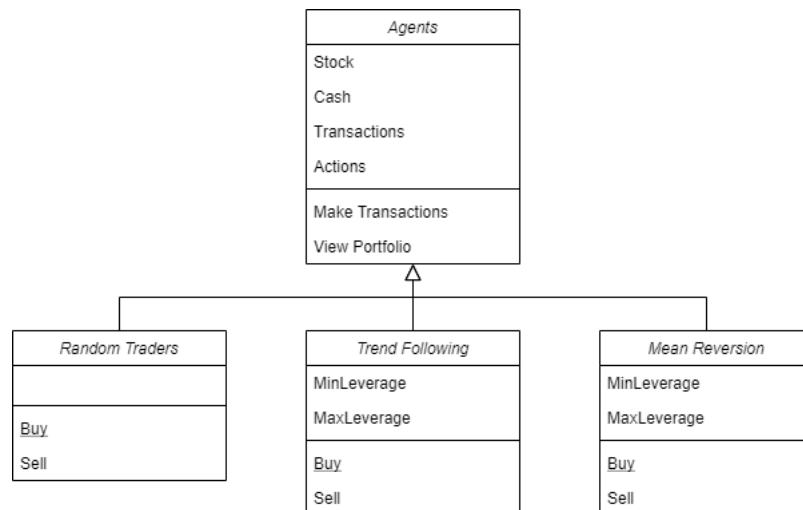 Agents
Stock
Cash
Transactions
Actions
Make Transactions
View Portfolio
Random Traders
Buy
Sell
Trend Following
MinLeverage
MaxLeverage
Buy
Sell
Mean Reversion
MinLeverage
MaxLeverage
Buy
Sell